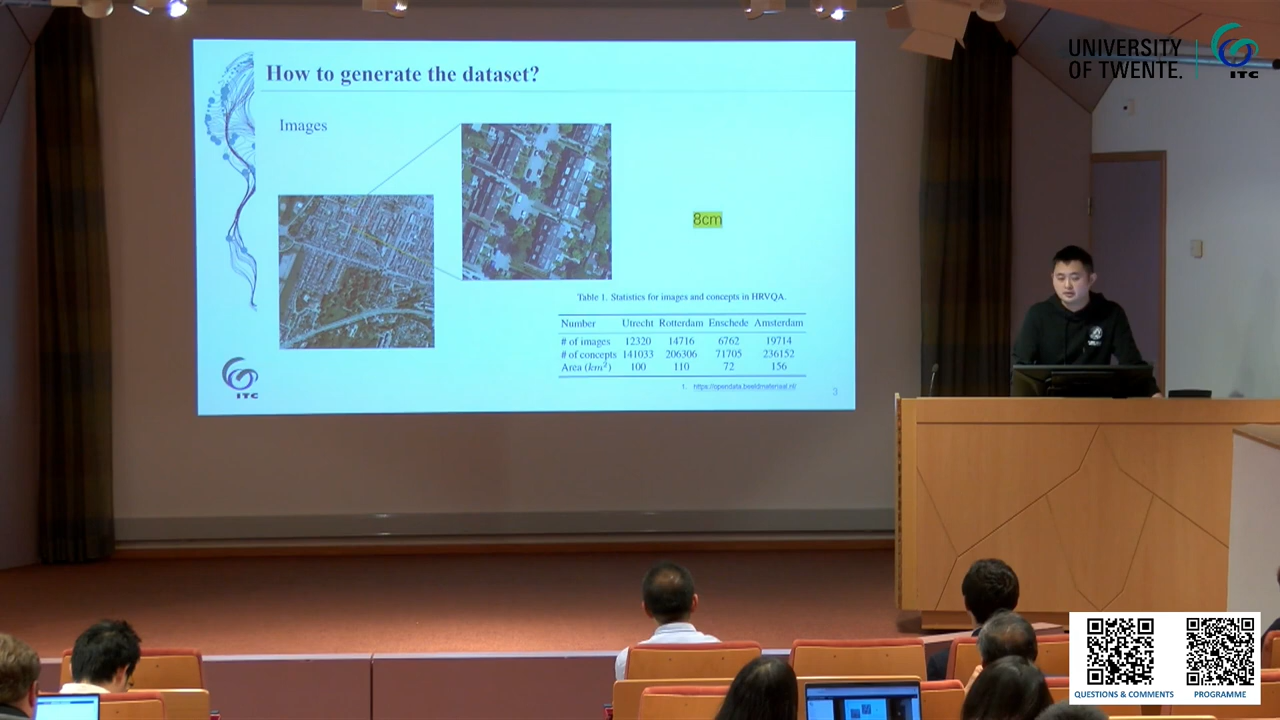 How to generate the dataset?
Images
8cm
Table 1. Statistics for images and concepts in HRVQA.
Number Utrecht Rotterdam Enschede Amsterdam
# of images 12320 14716 6762 19714
# of concepts 141033 206306 71705 236152
Area (km²) 100 110 72 156
1. https://opendata.beeldmateriaal.nl/
3
ITC
UNIVERSITY
OF TWENTE.
ITC
QUESTIONS & COMMENTS
PROGRAMME